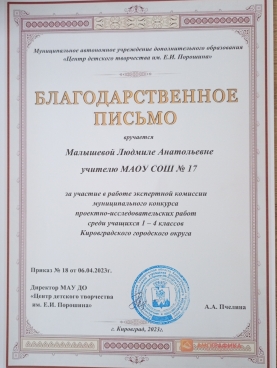 Муниципальное автономное учреждение дополнительного образования
«Центр детского творчества им. Е.И. Порошина»
БЛАГОДАРСТВЕННОЕ
ПИСЬМО
вручается
Малышевой Людмиле Анатольевне
учителю МАОУ СОШ № 17
за участие в работе экспертной комиссии
муниципального конкурса
проектно-исследовательских работ
среди учащихся 1 – 4 классов
Кировградского городского округа
Приказ № 18 от 06.04.2023г.
Директор МАУ ДО
«Центр детского творчества
им. Е.И. Порошина»
А.А. Пчелина
г. Кировград, 2023г.